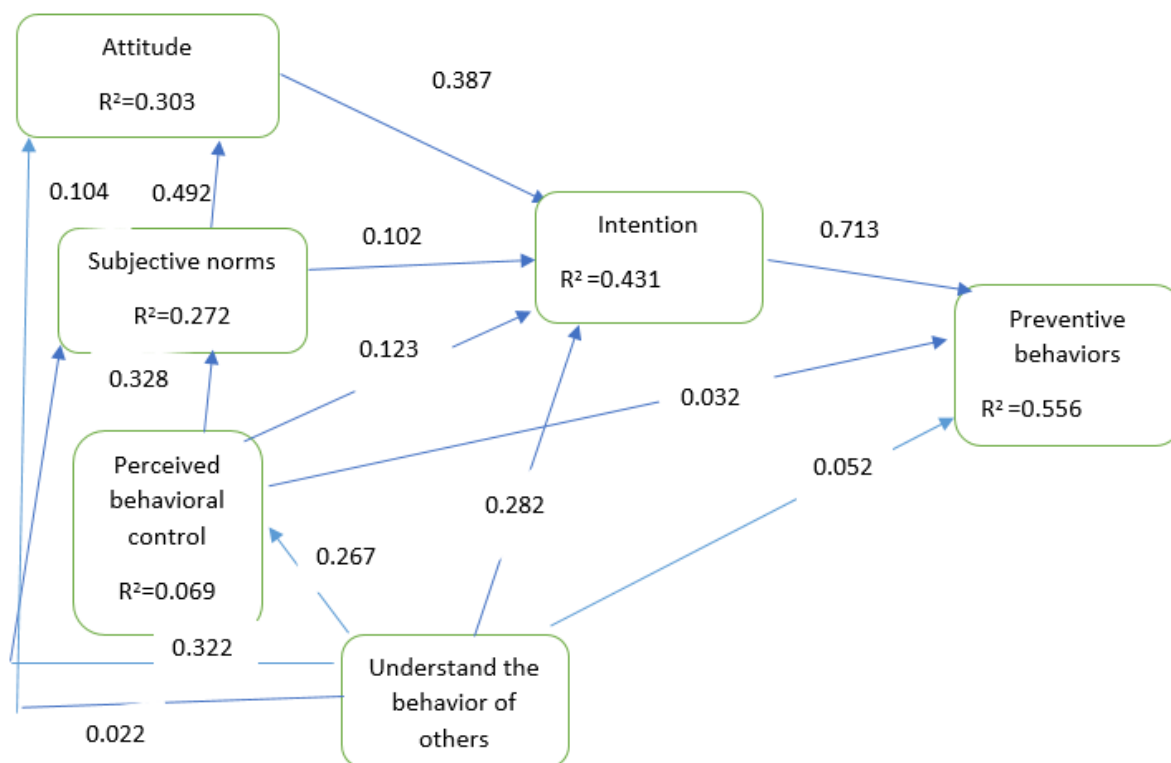 Attitude
R²=0.303
0.387
0.104
0.492
Subjective norms
R²=0.272
0.102
Intention
R² =0.431
0.713
Preventive
behaviors
R² =0.556
0.328
0.123
0.032
Perceived
behavioral
control
R²=0.069
0.267
0.282
0.052
0.322
Understand the
behavior of
others
0.022